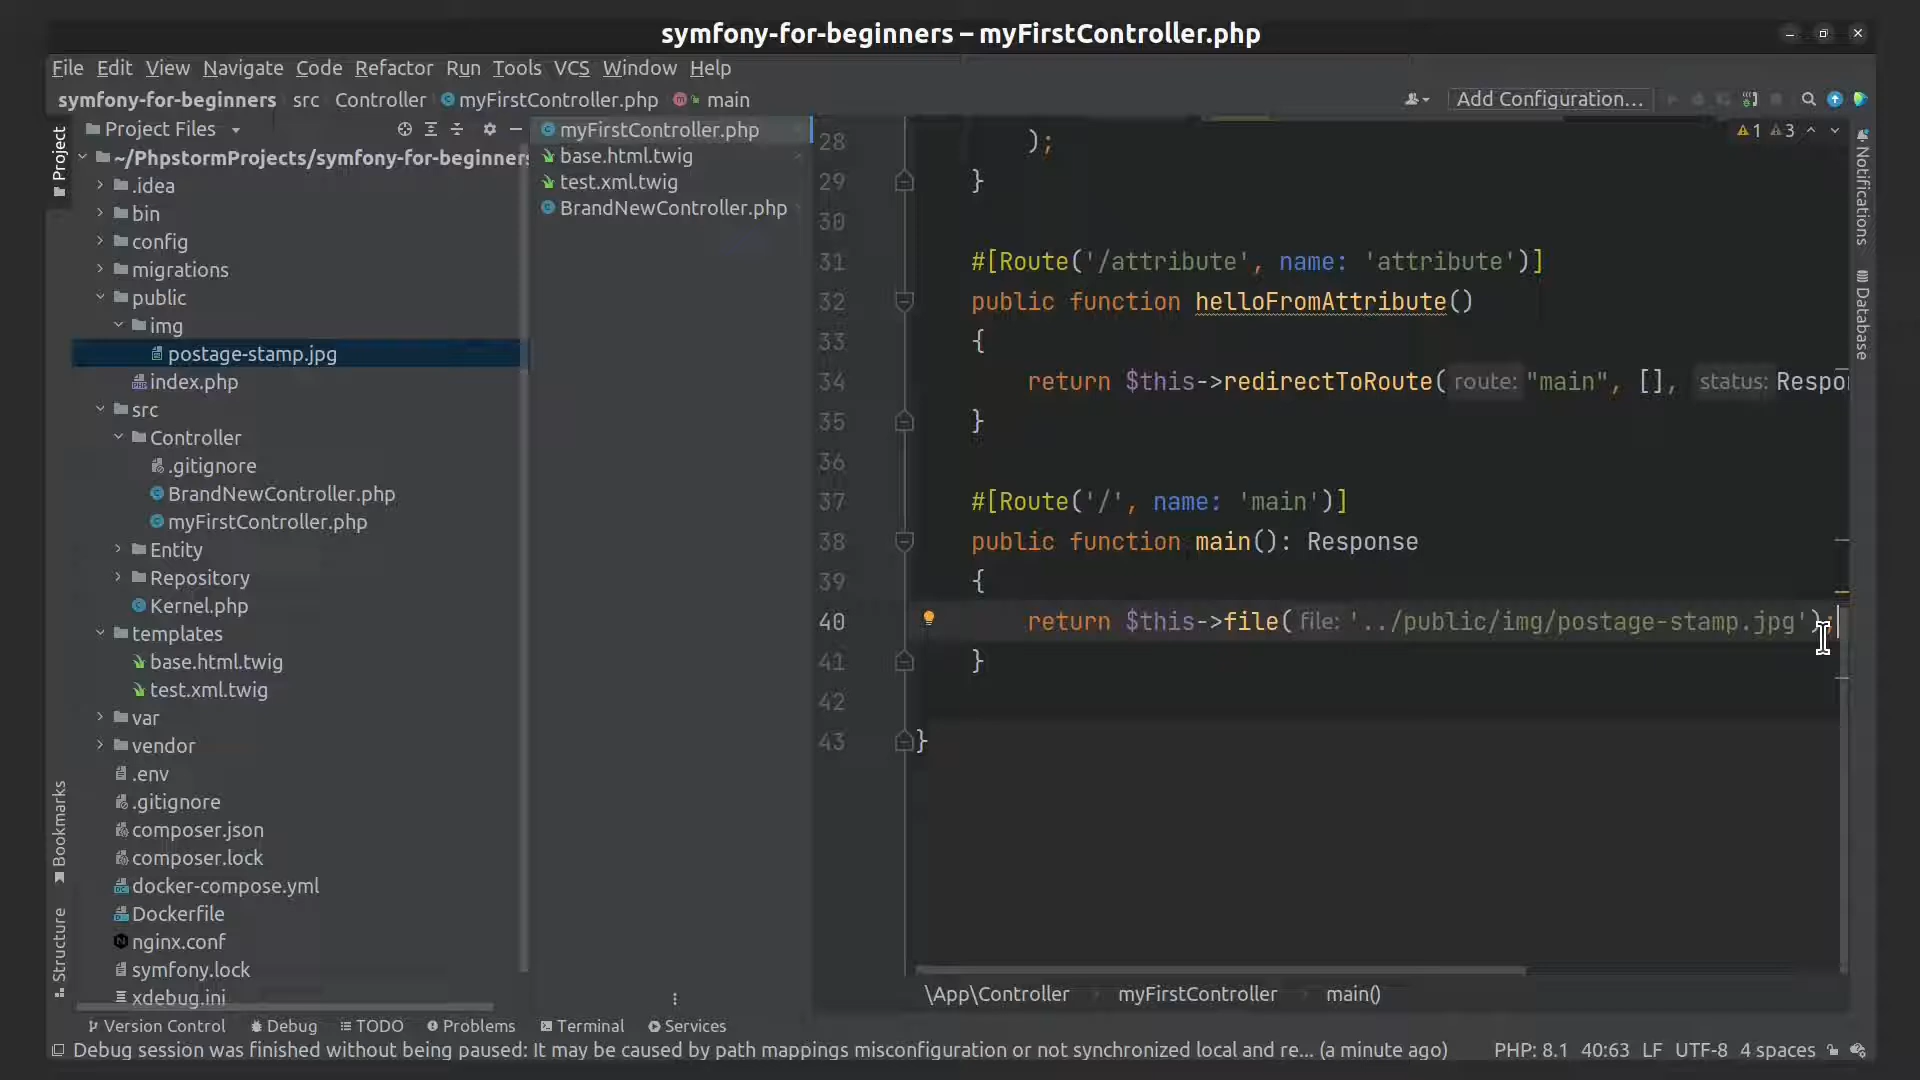 symfony-for-beginners – myFirstController.php
File Edit View Navigate Code Refactor Run Tools VCS Window Help
symfony-for-beginners src Controller myFirstController.php m main
Add Configuration...
Project
Project Files
~/PhpstormProjects/symfony-for-beginners
.idea
bin
config
migrations
public
img
postage-stamp.jpg
index.php
src
Controller
.gitignore
BrandNewController.php
myFirstController.php
Entity
Repository
Kernel.php
templates
base.html.twig
test.xml.twig
var
vendor
.env
.gitignore
composer.json
composer.lock
docker-compose.yml
Dockerfile
nginx.conf
symfony.lock
xdebug.ini
Bookmarks
Structure
myFirstController.php
base.html.twig
test.xml.twig
BrandNewController.php
1 3
28 );
29 }
30
31 #[Route('/attribute', name: 'attribute')]
32 public function helloFromAttribute()
33 {
34 return $this->redirectToRoute( route: "main", [], status: Respo
35 }
36
37 #[Route('/', name: 'main')]
38 public function main(): Response
39 {
40 return $this->file( file: '../public/img/postage-stamp.jpg');
41 }
42
43 }
Notifications
Database
\App\Controller myFirstController main()
Version Control Debug TODO Problems Terminal Services
Debug session was finished without being paused: It may be caused by path mappings misconfiguration or not synchronized local and re... (a minute ago) PHP: 8.1 40:63 LF UTF-8 4 spaces